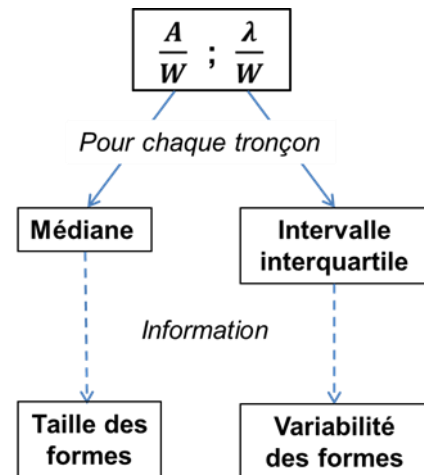 A/W ; λ/W
Pour chaque tronçon
Médiane
Intervalle
interquartile
Information
Taille des
formes
Variabilité
des formes